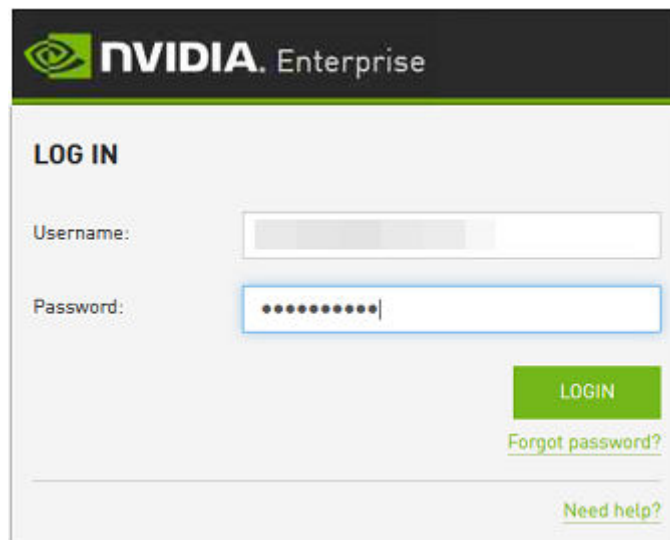 NVIDIA. Enterprise
LOG IN
Username:
Password: ••••••••••
LOGIN
Forgot password?
Need help?